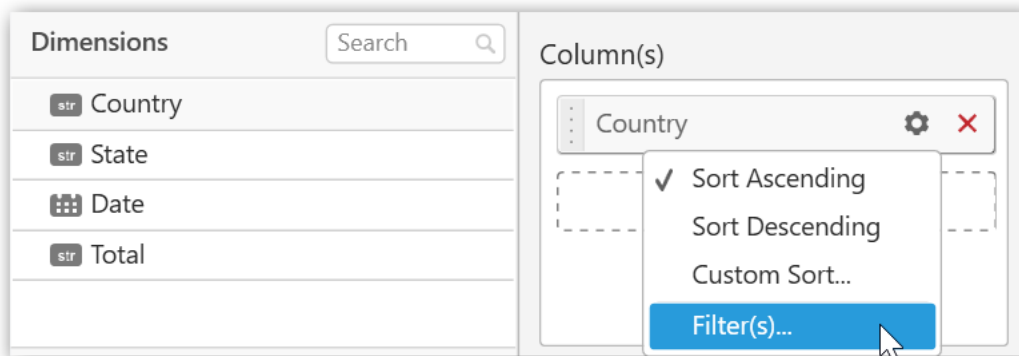 Dimensions
Search
str Country
str State
Date
str Total
Column(s)
Country
Sort Ascending
Sort Descending
Custom Sort...
Filter(s)...